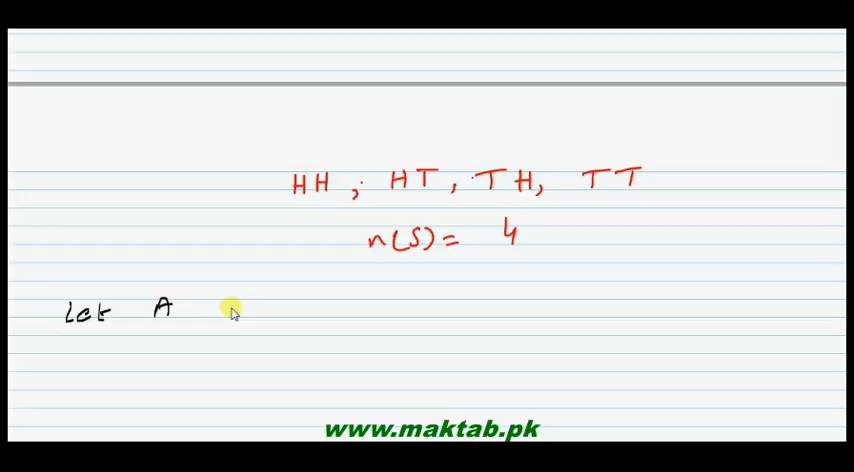 HH ; HT , TH, TT
n(S) = 4
Let A
www.maktab.pk